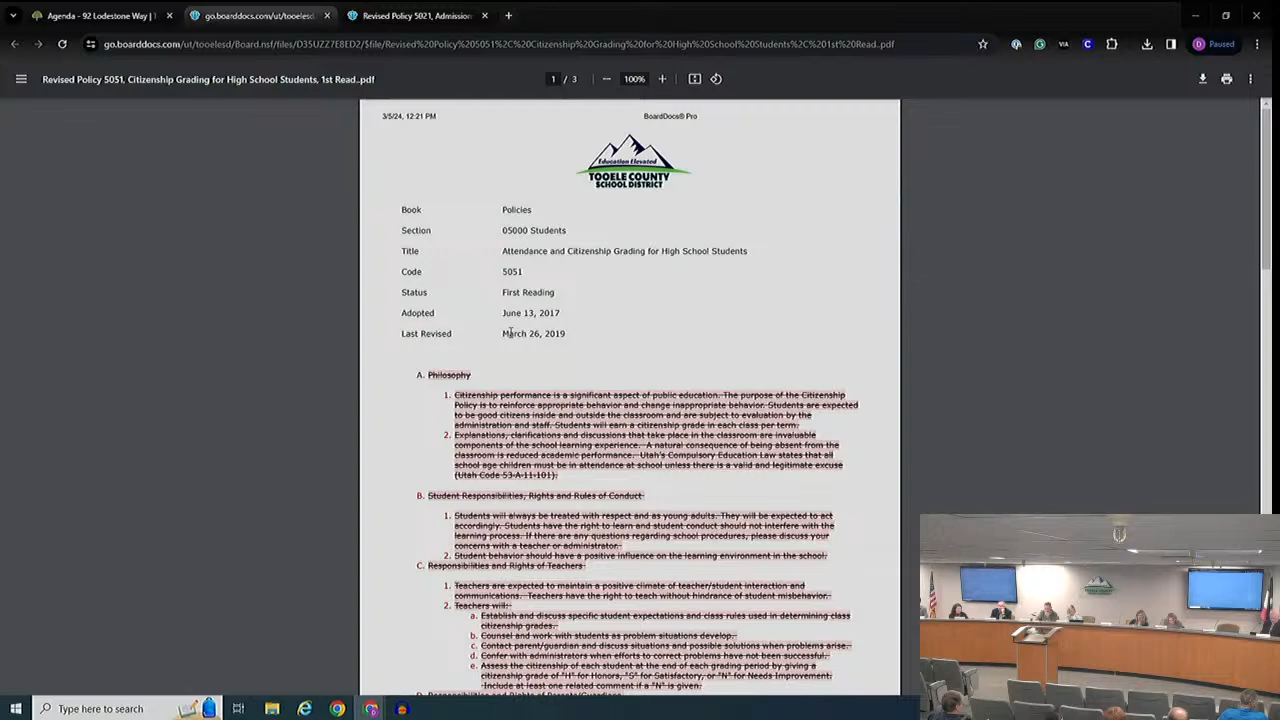 Agenda - 92 Lodestone Way |
go.boarddocs.com/ut/tooelesd
Revised Policy 5021, Admission
go.boarddocs.com/ut/tooelesd/Board.nsf/files/D35UZZ7E8ED2/$file/Revised%20Policy%205051%2C%20Citizenship%20Grading%20for%20High%20School%20Students%2C%201st%20Read..pdf
VIA
D Paused
Revised Policy 5051, Citizenship Grading for High School Students, 1st Read..pdf
1 / 3
100%
3/5/24, 12:21 PM
BoardDocs® Pro
Education Elevated
TOOELE COUNTY
SCHOOL DISTRICT
Book Policies
Section 05000 Students
Title Attendance and Citizenship Grading for High School Students
Code 5051
Status First Reading
Adopted June 13, 2017
Last Revised March 26, 2019
A. Philosophy
1. Citizenship performance is a significant aspect of public education. The purpose of the Citizenship
Policy is to reinforce appropriate behavior and change inappropriate behavior. Students are expected
to be good citizens inside and outside the classroom and are subject to evaluation by the
administration and staff. Students will earn a citizenship grade in each class per term.
2. Explanations, clarifications and discussions that take place in the classroom are invaluable
components of the school learning experience. A natural consequence of being absent from the
classroom is reduced academic performance. Utah's Compulsory Education Law states that all
school age children must be in attendance at school unless there is a valid and legitimate excuse
(Utah Code 53-A-11-101).
B. Student Responsibilities, Rights and Rules of Conduct
1. Students will always be treated with respect and as young adults. They will be expected to act
accordingly. Students have the right to learn and student conduct should not interfere with the
learning process. If there are any questions regarding school procedures, please discuss your
concerns with a teacher or administrator.
2. Student behavior should have a positive influence on the learning environment in the school.
C. Responsibilities and Rights of Teachers
1. Teachers are expected to maintain a positive climate of teacher/student interaction and
communications. Teachers have the right to teach without hindrance of student misbehavior.
2. Teachers will:
a. Establish and discuss specific student expectations and class rules used in determining class
citizenship grades.
b. Counsel and work with students as problem situations develop.
c. Contact parent/guardian and discuss situations and possible solutions when problems arise.
d. Confer with administrators when efforts to correct problems have not been successful.
e. Assess the citizenship of each student at the end of each grading period by giving a
citizenship grade of "H" for Honors, "S" for Satisfactory, or "N" for Needs Improvement.
Include at least one related comment if a "N" is given.
D. Responsibilities and Rights of Parents/Guardians
Type here to search